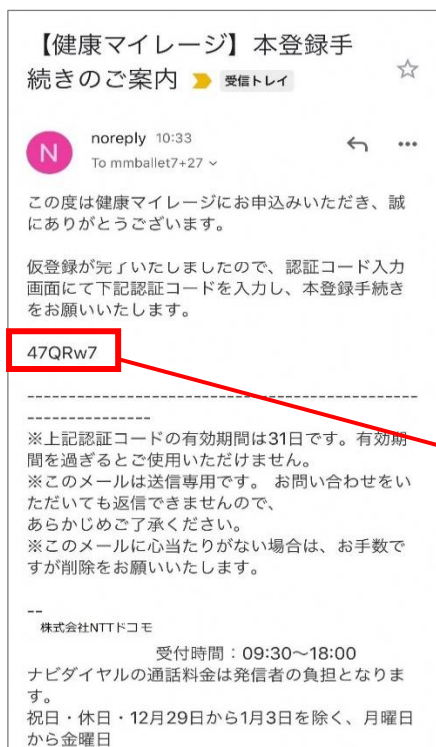 【健康マイレージ】本登録手
続きのご案内 受信トレイ
N
noreply 10:33
To mmballet7+27
この度は健康マイレージにお申込みいただき、誠
にありがとうございます。
仮登録が完了いたしましたので、認証コード入力
画面にて下記認証コードを入力し、本登録手続き
をお願いいたします。
47QRw7
------------------------------------------------
---------------
※上記認証コードの有効期間は31日です。有効期
間を過ぎるとご使用いただけません。
※このメールは送信専用です。 お問い合わせをい
ただいても返信できませんので、
あらかじめご了承ください。
※このメールに心当たりがない場合は、お手数で
すが削除をお願いいたします。
--
株式会社NTTドコモ
受付時間：09:30～18:00
ナビダイヤルの通話料金は発信者の負担となりま
す。
祝日・休日・12月29日から1月3日を除く、月曜日
から金曜日